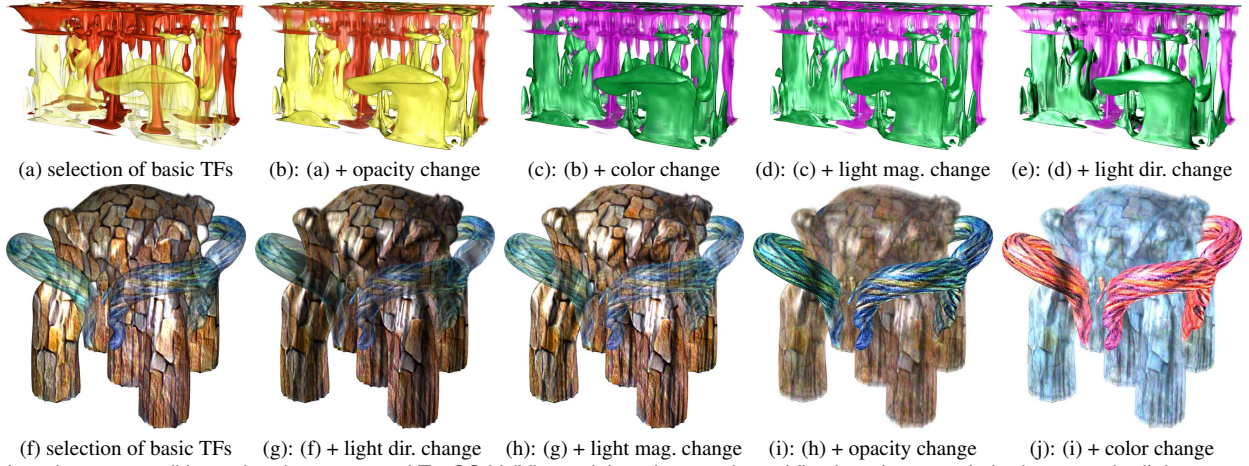 (a) selection of basic TFs
(b): (a) + opacity change
(c): (b) + color change
(d): (c) + light mag. change
(e): (d) + light dir. change
(f) selection of basic TFs
(g): (f) + light dir. change
(h): (g) + light mag. change
(i): (h) + opacity change
(j): (i) + color change